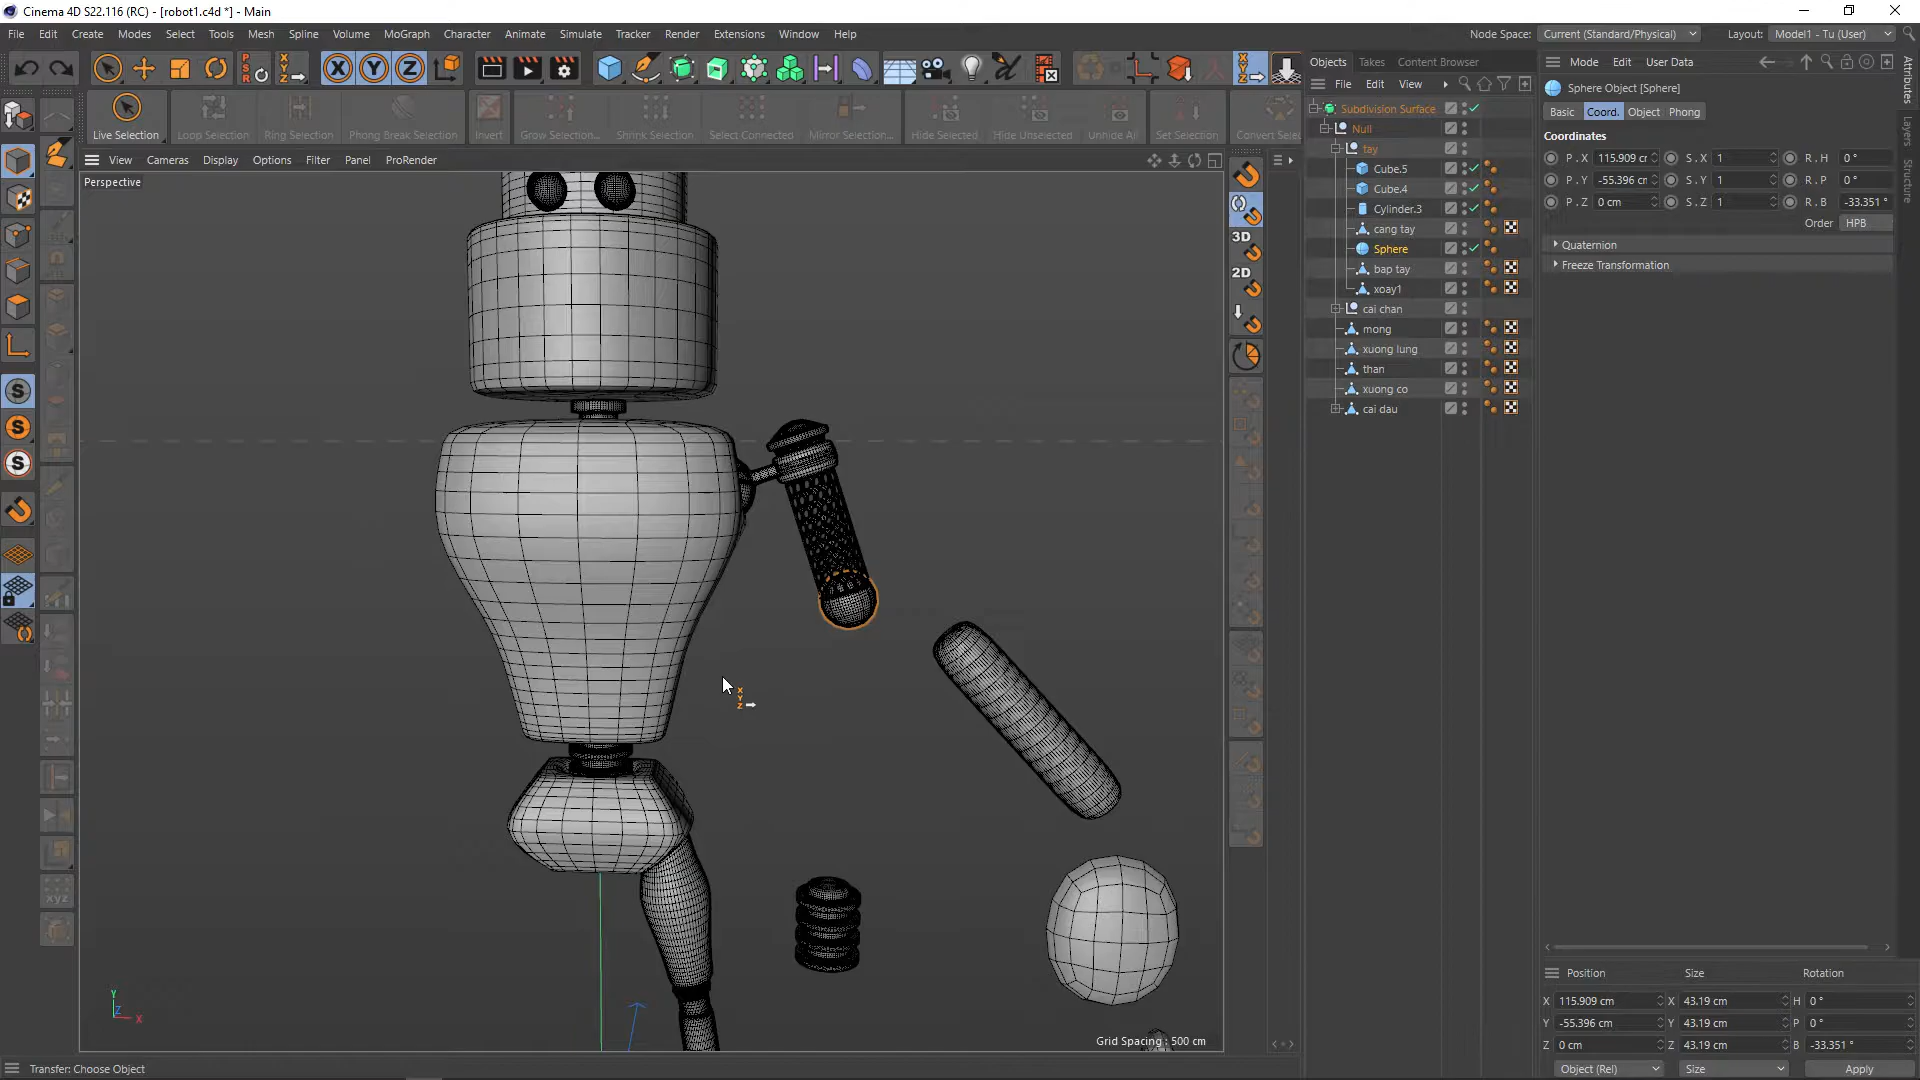 Cinema 4D S22.116 (RC) - [robot1.c4d *] - Main
File Edit Create Modes Select Tools Mesh Spline Volume MoGraph Character Animate Simulate Tracker Render Extensions Window Help
Node Space: Current (Standard/Physical) Layout: Model1 - Tu (User)
Live Selection Loop Selection Ring Selection Phong Break Selection Invert Grow Selection... Shrink Selection Select Connected Mirror Selection... Hide Selected Hide Unselected Unhide All Set Selection Convert Selec
View Cameras Display Options Filter Panel ProRender
Perspective
3D
2D
Grid Spacing : 500 cm
Y
Z
X
Transfer: Choose Object
Objects Takes Content Browser
File Edit View
Subdivision Surface
Null
tay
Cube.5
Cube.4
Cylinder.3
cang tay
Sphere
bap tay
xoay1
cai chan
mong
xuong lung
than
xuong co
cai dau
Mode Edit User Data
Sphere Object [Sphere]
Basic Coord. Object Phong
Coordinates
P . X 115.909 cr S . X 1 R . H 0 °
P . Y -55.396 cr S . Y 1 R . P 0 °
P . Z 0 cm S . Z 1 R . B -33.351 °
Order HPB
Quaternion
Freeze Transformation
Attributes
Layers
Structure
Position Size Rotation
X 115.909 cm X 43.19 cm H 0 °
Y -55.396 cm Y 43.19 cm P 0 °
Z 0 cm Z 43.19 cm B -33.351 °
Object (Rel) Size Apply